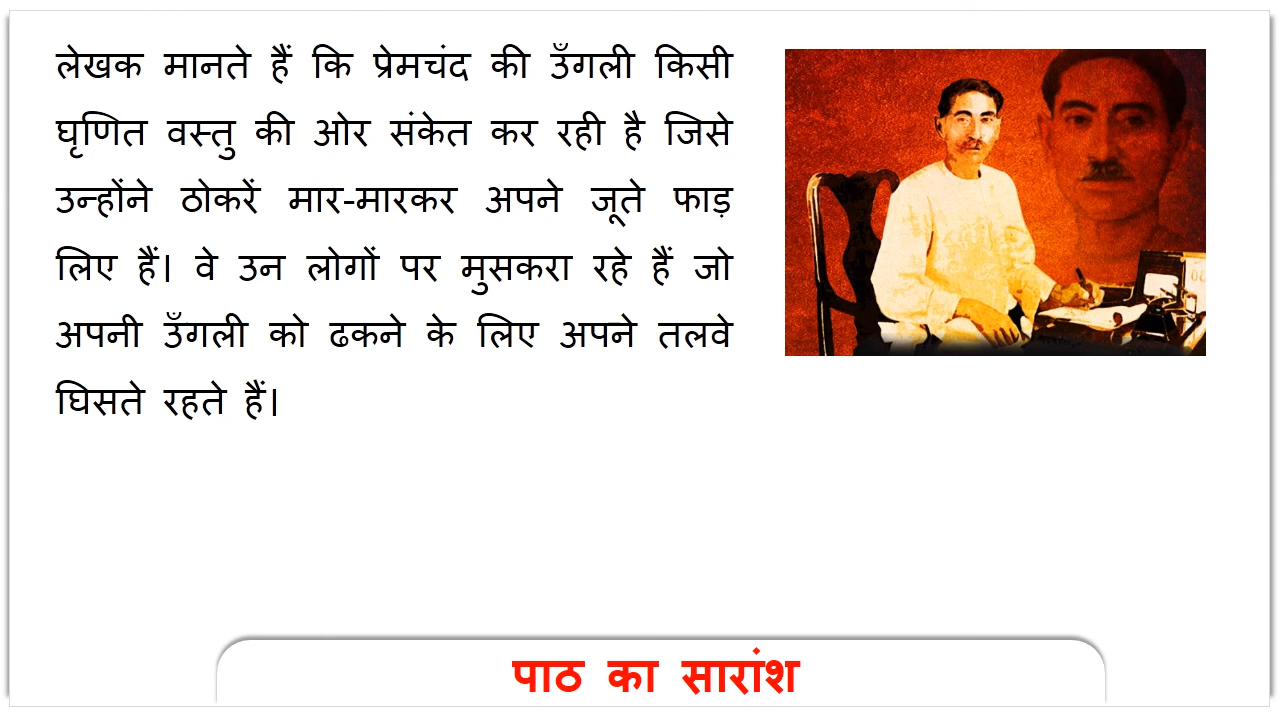 लेखक मानते हैं कि प्रेमचंद की उँगली किसी
घृणित वस्तु की ओर संकेत कर रही है जिसे
उन्होंने ठोकरें मार-मारकर अपने जूते फाड़
लिए हैं। वे उन लोगों पर मुसकरा रहे हैं जो
अपनी उँगली को ढकने के लिए अपने तलवे
घिसते रहते हैं।
पाठ का सारांश